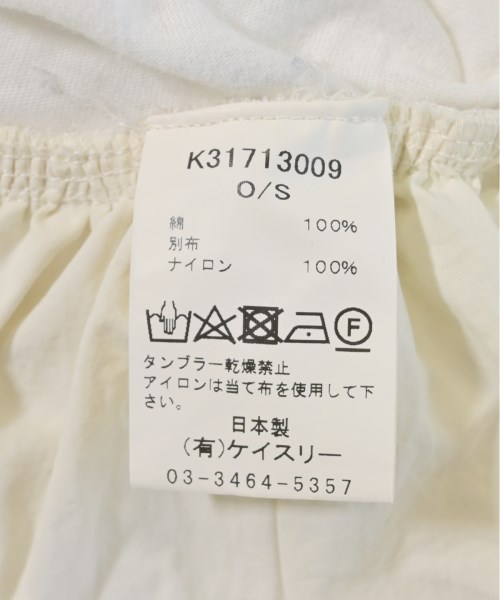 K31713009
O/S
綿 100%
別布
ナイロン 100%
F
タンブラー乾燥禁止
アイロンは当て布を使用して下
さい。
日本製
(有)ケイスリー
03-3464-5357